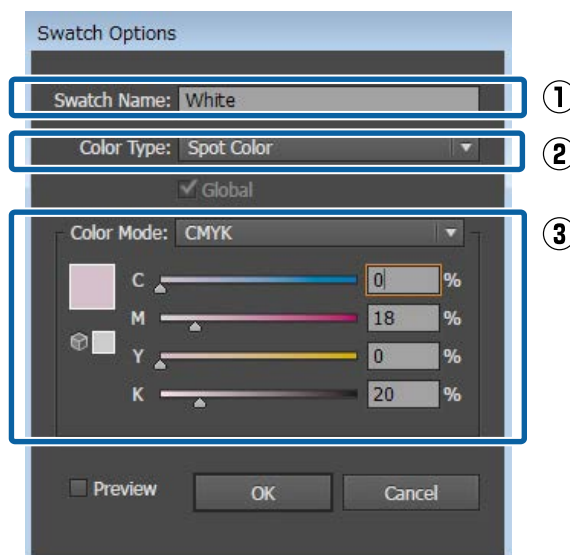 Swatch Options
Swatch Name: White ①
Color Type: Spot Color ②
Global
Color Mode: CMYK ③
C 0 %
M 18 %
Y 0 %
K 20 %
Preview OK Cancel